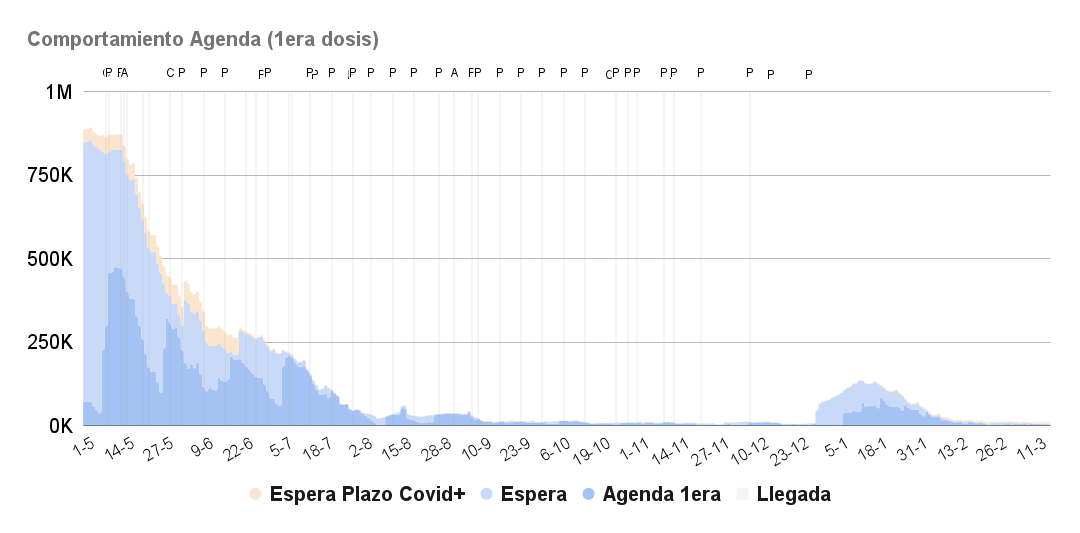 Comportamiento Agenda (1era dosis)
P A C P P P P P P P P P P P A P P P P P P P P P P P P P P P
1M
750K
500K
250K
0K
1-5 14-5 27-5 9-6 22-6 5-7 18-7 2-8 15-8 28-8 10-9 23-9 6-10 19-10 1-11 14-11 27-11 10-12 23-12 5-1 18-1 31-1 13-2 26-2 11-3
Espera Plazo Covid+ Espera Agenda 1era Llegada